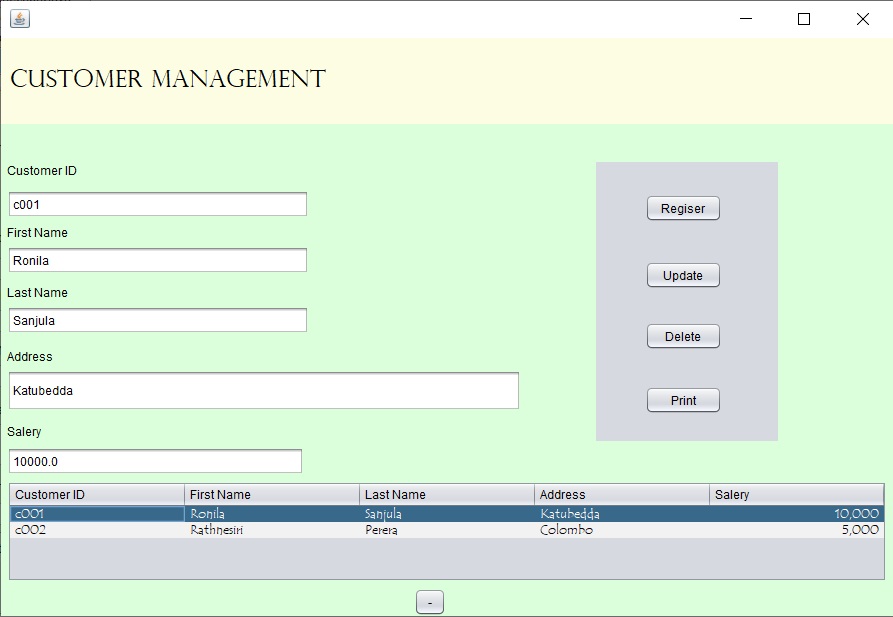 CUSTOMER MANAGEMENT
Customer ID
c001
First Name
Ronila
Last Name
Sanjula
Address
Katubedda
Salery
10000.0
Regiser
Update
Delete
Print
Customer ID First Name Last Name Address Salery
c001 Ronila Sanjula Katubedda 10,000
c002 Rathnesiri Perera Colombo 5,000
-